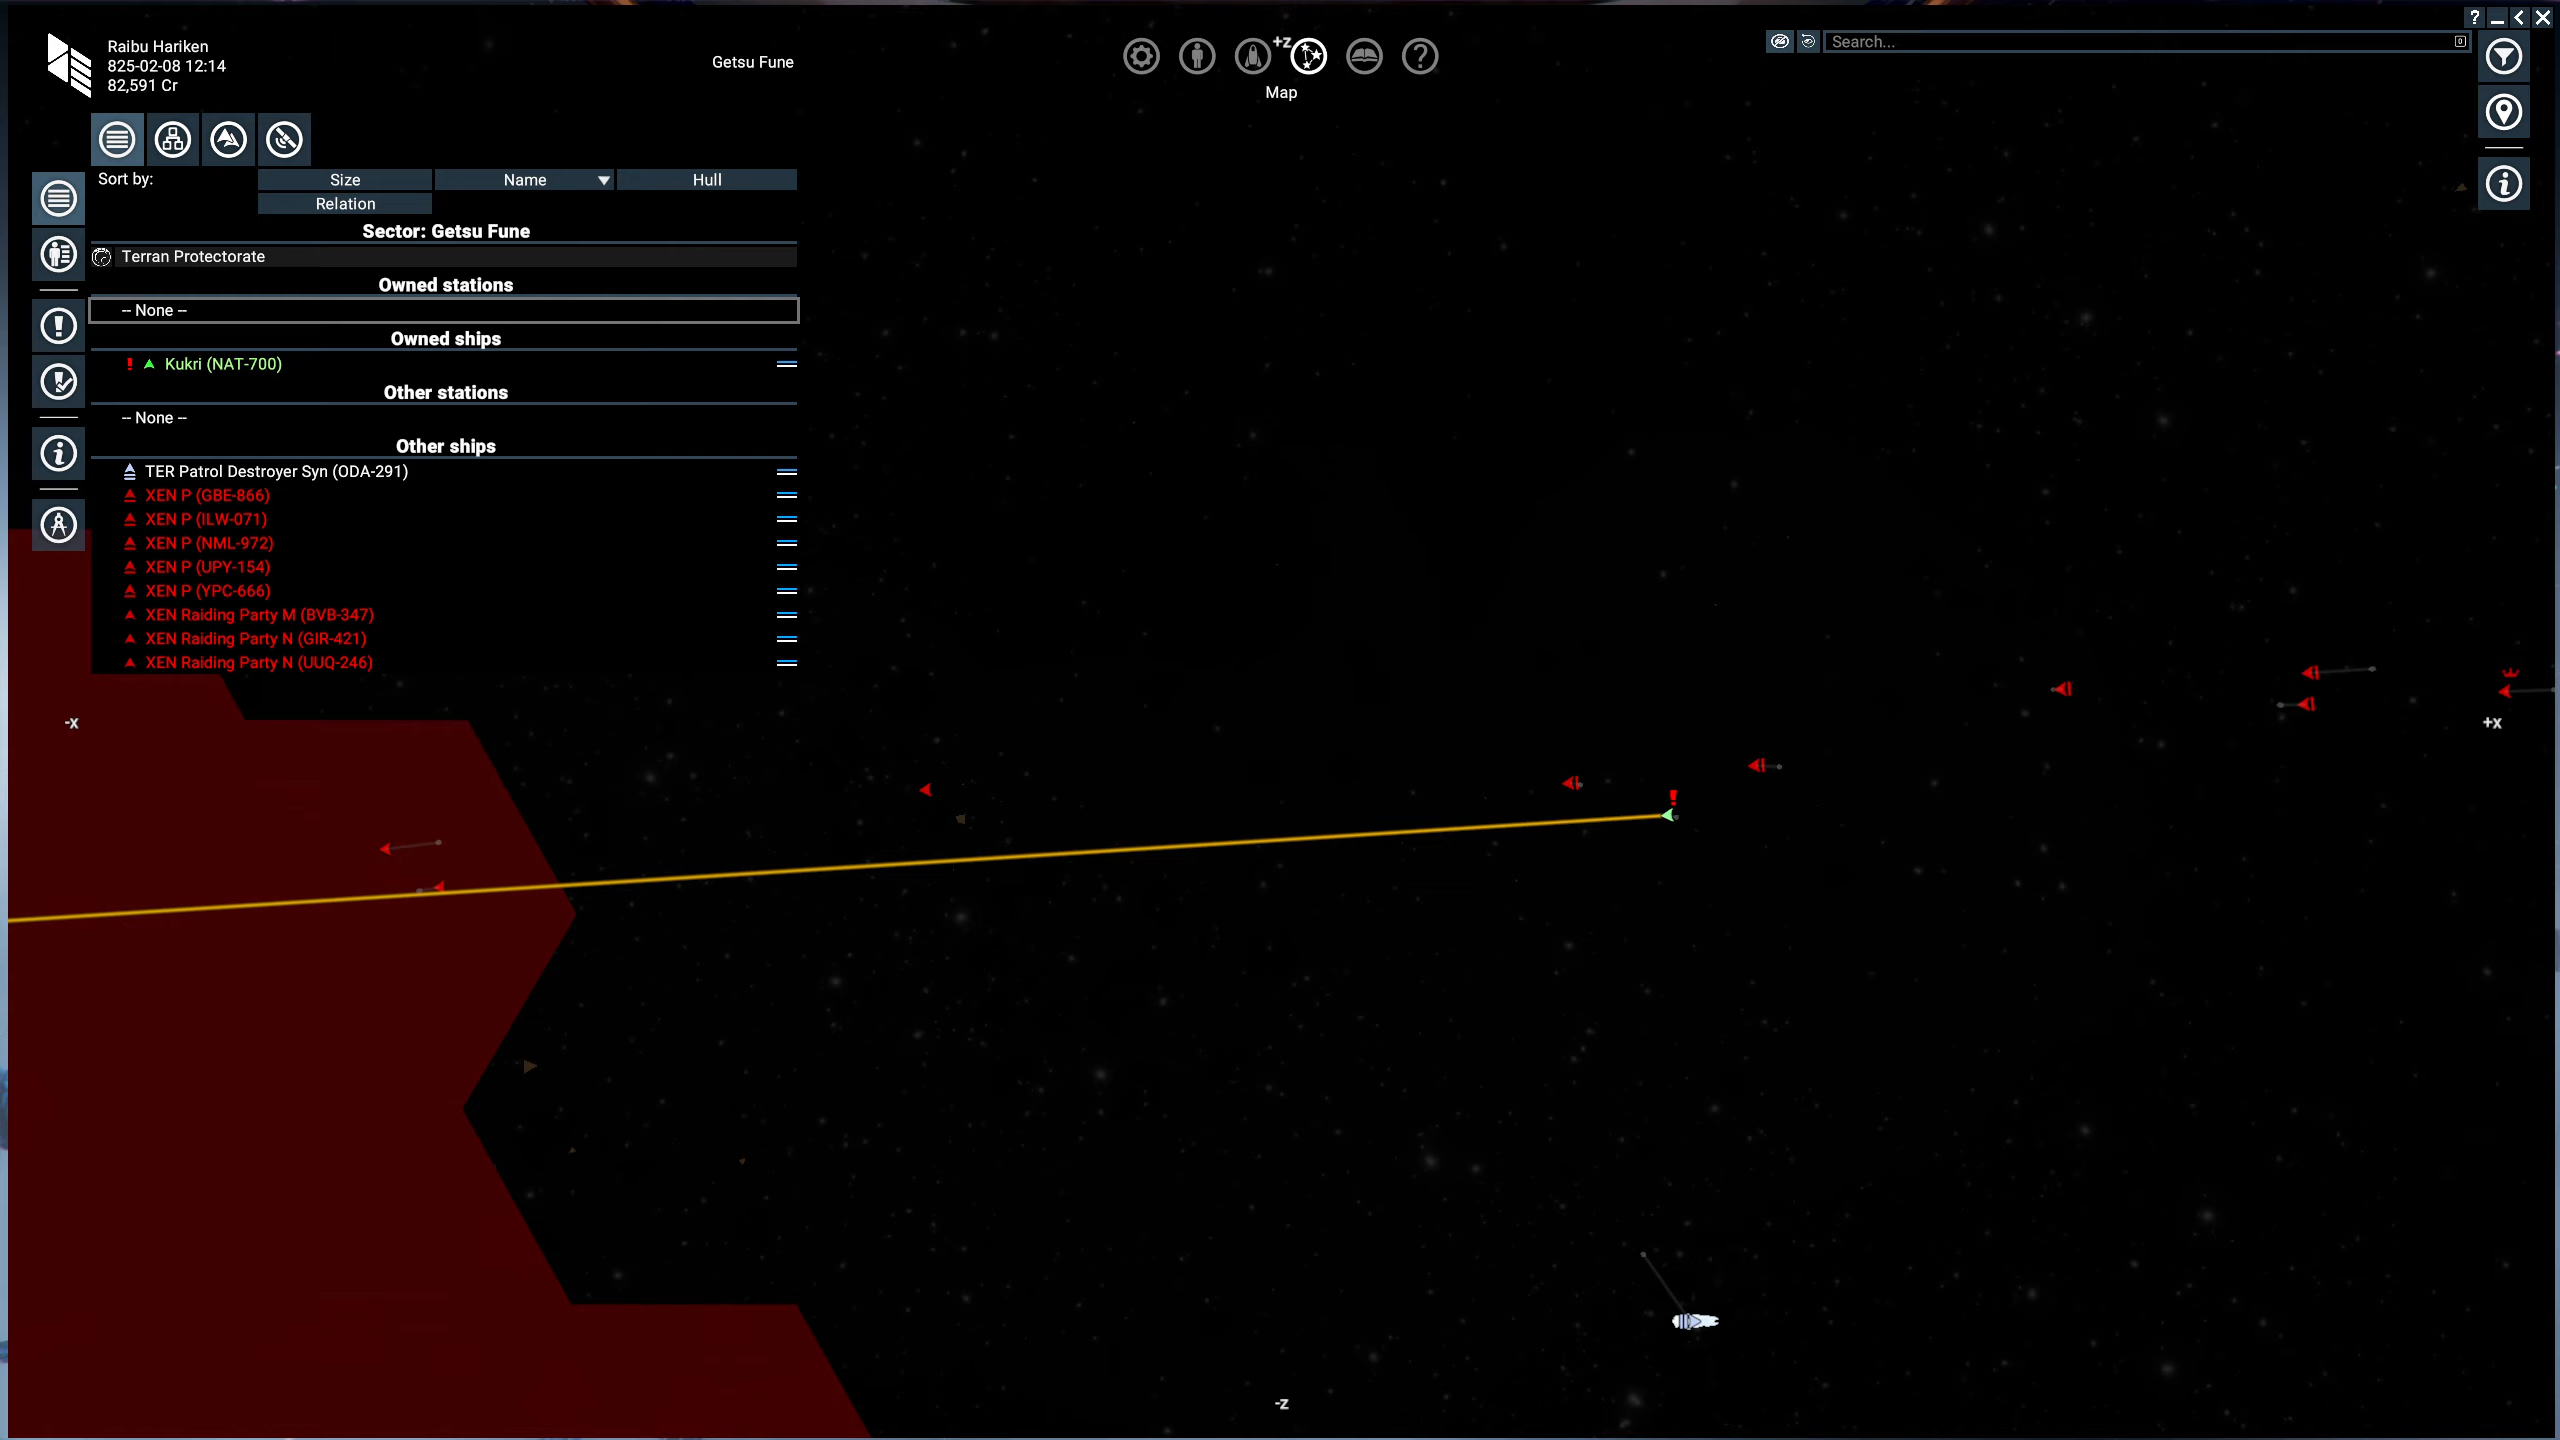 Raibu Hariken
825-02-08 12:14
82,591 Cr
Getsu Fune
+z
Map
Search...
Sort by:
Size
Name
Hull
Relation
Sector: Getsu Fune
Terran Protectorate
Owned stations
-- None --
Owned ships
! Kukri (NAT-700)
Other stations
-- None --
Other ships
TER Patrol Destroyer Syn (ODA-291)
XEN P (GBE-866)
XEN P (ILW-071)
XEN P (NML-972)
XEN P (UPY-154)
XEN P (YPC-666)
XEN Raiding Party M (BVB-347)
XEN Raiding Party N (GIR-421)
XEN Raiding Party N (UUQ-246)
-x
+x
-z